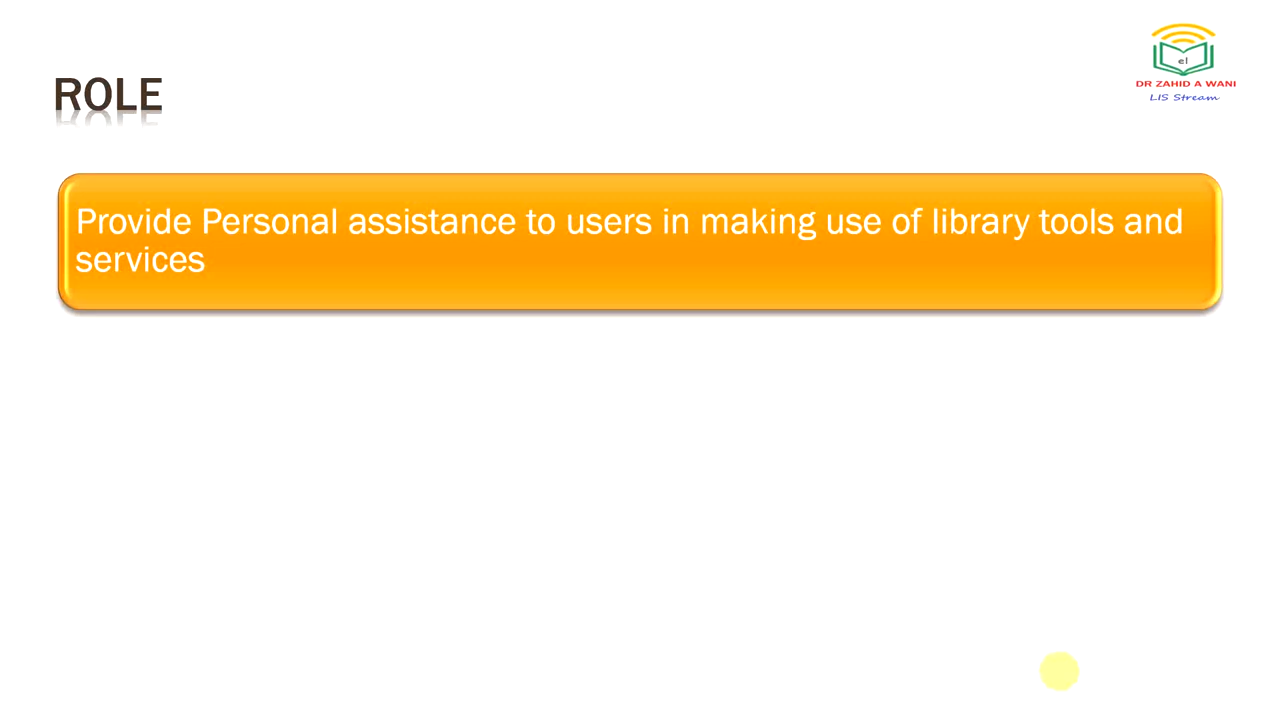 DR ZAHID A WANI
LIS Stream
el
ROLE
Provide Personal assistance to users in making use of library tools and
services